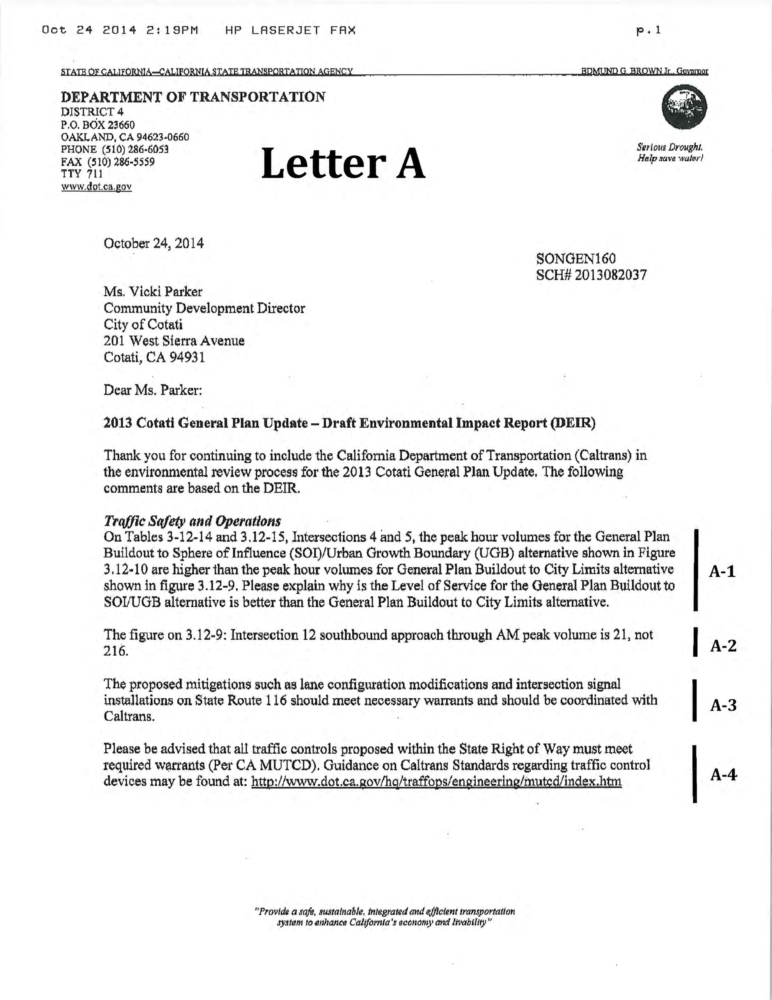 Oct 24 2014 2:19PM HP LASERJET FAX p.1
STATE OF CALIFORNIA—CALIFORNIA STATE TRANSPORTATION AGENCY EDMUND G. BROWN Jr., Governor
DEPARTMENT OF TRANSPORTATION
DISTRICT 4
P.O. BOX 23660
OAKLAND, CA 94623-0660
PHONE (510) 286-6053
FAX (510) 286-5559
TTY 711
www.dot.ca.gov
Letter A
Serious Drought.
Help save water!
October 24, 2014
SONGEN160
SCH# 2013082037
Ms. Vicki Parker
Community Development Director
City of Cotati
201 West Sierra Avenue
Cotati, CA 94931
Dear Ms. Parker:
2013 Cotati General Plan Update – Draft Environmental Impact Report (DEIR)
Thank you for continuing to include the California Department of Transportation (Caltrans) in
the environmental review process for the 2013 Cotati General Plan Update. The following
comments are based on the DEIR.
Traffic Safety and Operations
On Tables 3-12-14 and 3.12-15, Intersections 4 and 5, the peak hour volumes for the General Plan
Buildout to Sphere of Influence (SOI)/Urban Growth Boundary (UGB) alternative shown in Figure
3.12-10 are higher than the peak hour volumes for General Plan Buildout to City Limits alternative
shown in figure 3.12-9. Please explain why is the Level of Service for the General Plan Buildout to
SOI/UGB alternative is better than the General Plan Buildout to City Limits alternative.
A-1
The figure on 3.12-9: Intersection 12 southbound approach through AM peak volume is 21, not
216.
A-2
The proposed mitigations such as lane configuration modifications and intersection signal
installations on State Route 116 should meet necessary warrants and should be coordinated with
Caltrans.
A-3
Please be advised that all traffic controls proposed within the State Right of Way must meet
required warrants (Per CA MUTCD). Guidance on Caltrans Standards regarding traffic control
devices may be found at: http://www.dot.ca.gov/hq/traffops/engineering/mutcd/index.htm
A-4
"Provide a safe, sustainable, integrated and efficient transportation
system to enhance California's economy and livability"